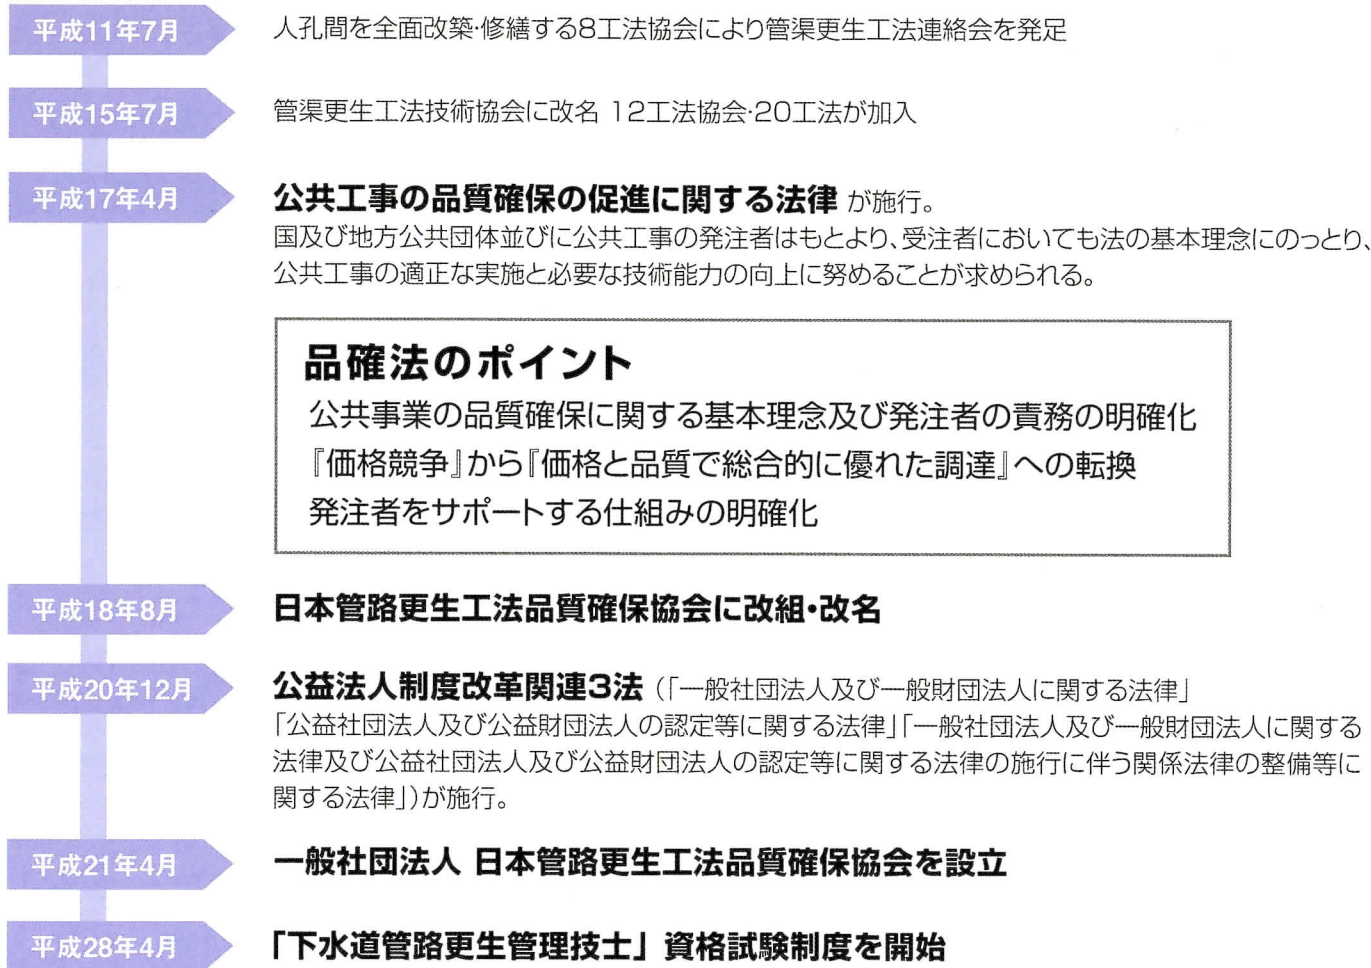 平成11年7月
人孔間を全面改築・修繕する8工法協会により管渠更生工法連絡会を発足
平成15年7月
管渠更生工法技術協会に改名 12工法協会・20工法が加入
平成17年4月
公共工事の品質確保の促進に関する法律 が施行。
国及び地方公共団体並びに公共工事の発注者はもとより、受注者においても法の基本理念にのっとり、
公共工事の適正な実施と必要な技術能力の向上に努めることが求められる。
品確法のポイント
公共事業の品質確保に関する基本理念及び発注者の責務の明確化
『価格競争』から『価格と品質で総合的に優れた調達』への転換
発注者をサポートする仕組みの明確化
平成18年8月
日本管路更生工法品質確保協会に改組・改名
平成20年12月
公益法人制度改革関連3法（「一般社団法人及び一般財団法人に関する法律」
「公益社団法人及び公益財団法人の認定等に関する法律」「一般社団法人及び一般財団法人に関する
法律及び公益社団法人及び公益財団法人の認定等に関する法律の施行に伴う関係法律の整備等に
関する法律」）が施行。
平成21年4月
一般社団法人 日本管路更生工法品質確保協会を設立
平成28年4月
「下水道管路更生管理技士」資格試験制度を開始